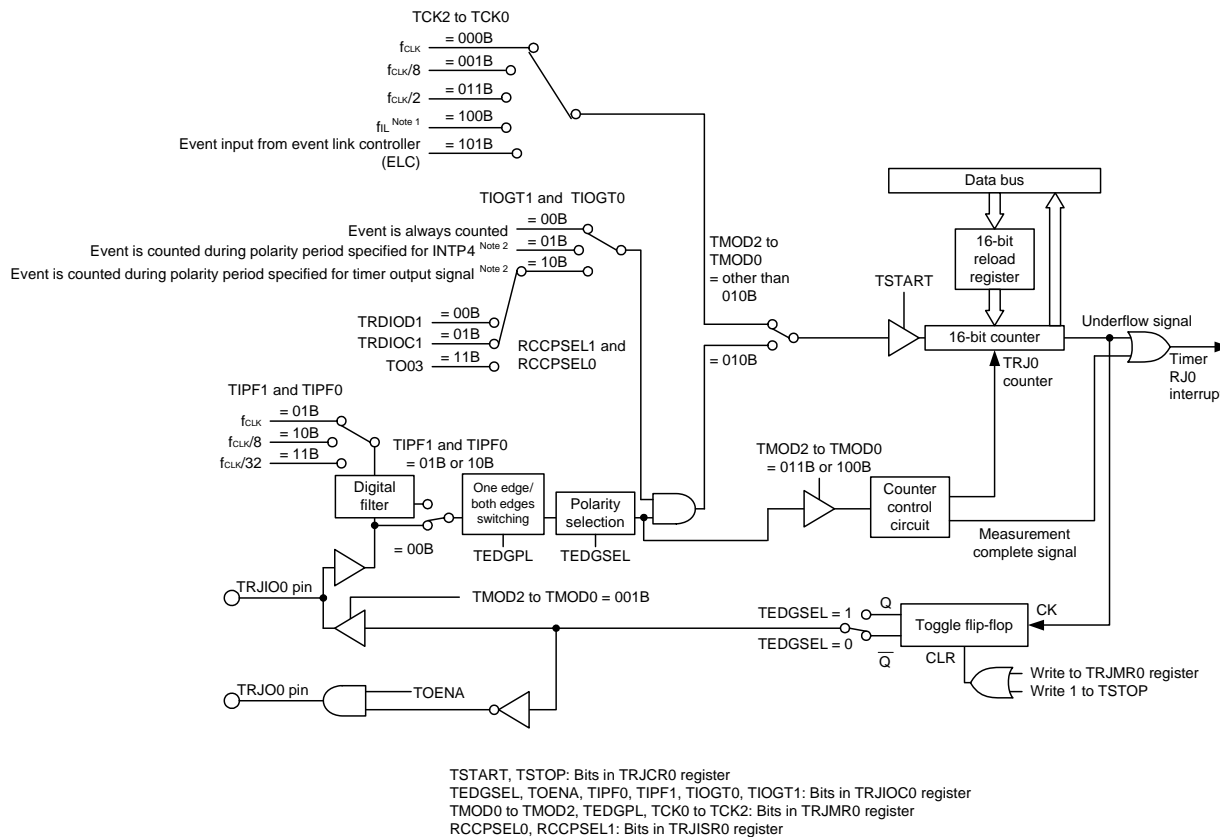 TCK2 to TCK0
fCLK
= 000B
fCLK/8
= 001B
fCLK/2
= 011B
fIL Note 1
= 100B
Event input from event link controller
(ELC)
= 101B
TIOGT1 and TIOGT0
Event is always counted
= 00B
Event is counted during polarity period specified for INTP4 Note 2
= 01B
Event is counted during polarity period specified for timer output signal Note 2
= 10B
TRDIOD1
= 00B
TRDIOC1
= 01B
TO03
= 11B
RCCPSEL1 and
RCCPSEL0
TMOD2 to
TMOD0
= other than
010B
= 010B
Data bus
16-bit
reload
register
TSTART
16-bit counter
TRJ0
counter
Underflow signal
Timer
RJ0
interrupt
TIPF1 and TIPF0
fCLK
= 01B
fCLK/8
= 10B
fCLK/32
= 11B
TIPF1 and TIPF0
= 01B or 10B
Digital
filter
= 00B
One edge/
both edges
switching
TEDGPL
Polarity
selection
TEDGSEL
TMOD2 to TMOD0
= 011B or 100B
Counter
control
circuit
Measurement
complete signal
TRJIO0 pin
TMOD2 to TMOD0 = 001B
TEDGSEL = 1
TEDGSEL = 0
Q
Q
Toggle flip-flop
CK
CLR
Write to TRJMR0 register
Write 1 to TSTOP
TRJO0 pin
TOENA
TSTART, TSTOP: Bits in TRJCR0 register
TEDGSEL, TOENA, TIPF0, TIPF1, TIOGT0, TIOGT1: Bits in TRJIOC0 register
TMOD0 to TMOD2, TEDGPL, TCK0 to TCK2: Bits in TRJMR0 register
RCCPSEL0, RCCPSEL1: Bits in TRJISR0 register